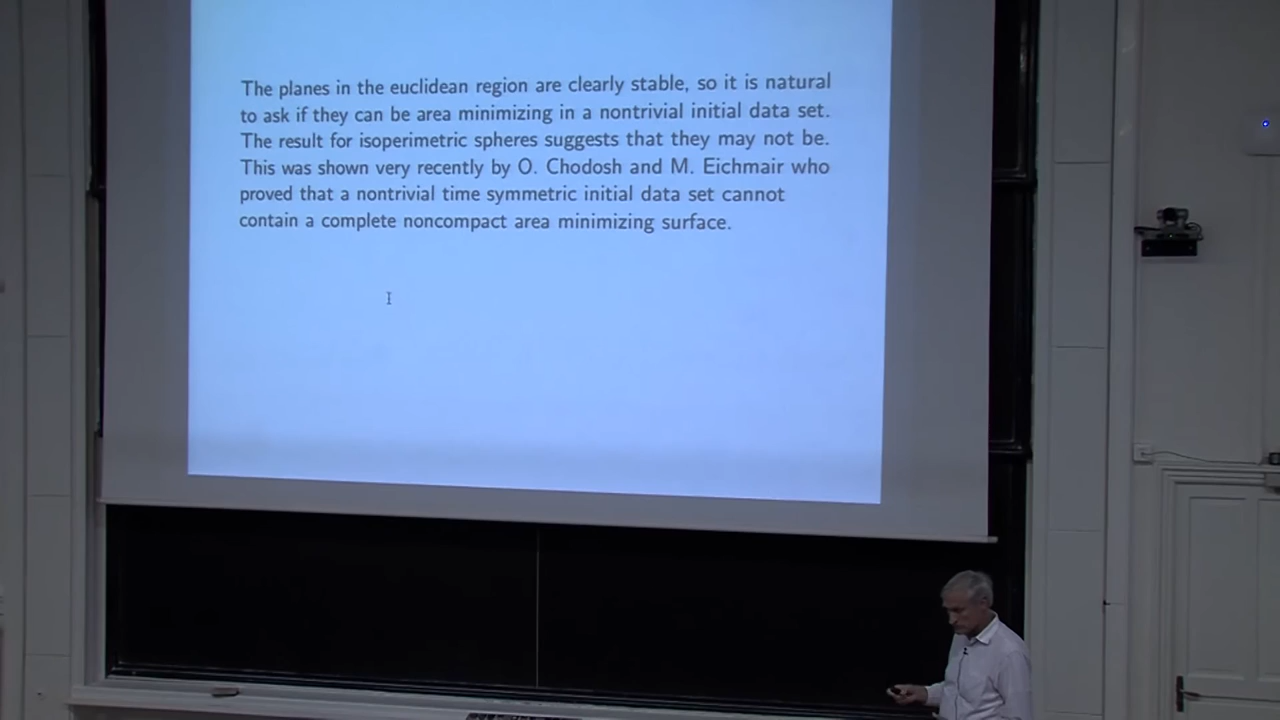 The planes in the euclidean region are clearly stable, so it is natural
to ask if they can be area minimizing in a nontrivial initial data set.
The result for isoperimetric spheres suggests that they may not be.
This was shown very recently by O. Chodosh and M. Eichmair who
proved that a nontrivial time symmetric initial data set cannot
contain a complete noncompact area minimizing surface.